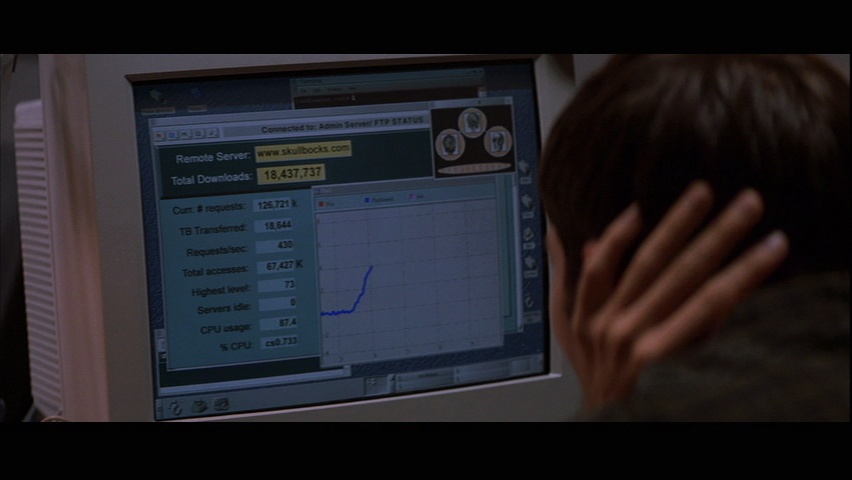 Connected to: Admin Server/ FTP STATUS
Remote Server: www.skullbocks.com
Total Downloads: 18,437,737
Curr. # requests: 126,721 k
TB Transferred: 18,644
Requests/sec: 430
Total accesses: 67,427 K
Highest level: 73
Servers idle: 0
CPU usage: 87.4
% CPU: cs0.733